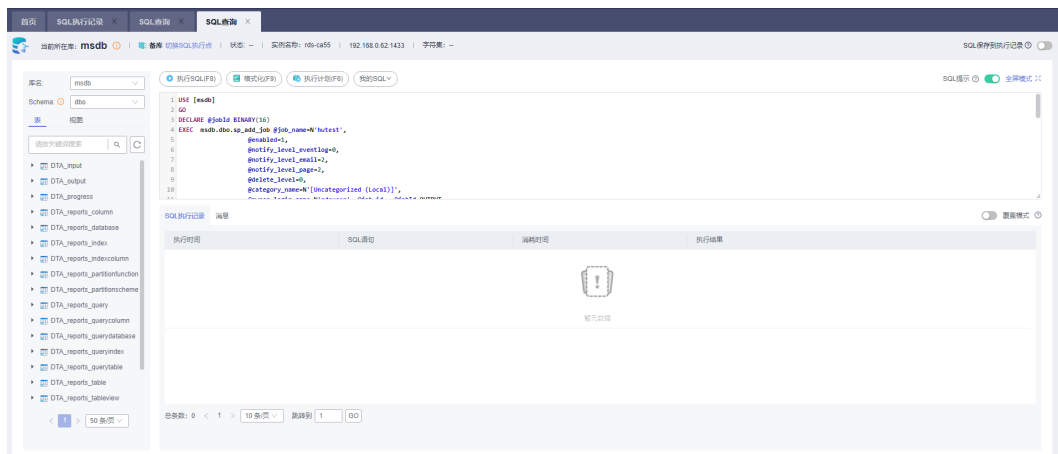 首页 SQL执行记录 × SQL查询 × SQL查询 ×
当前所在库: msdb 备库 切换SQL执行点 | 状态: -- | 实例名称: rds-ca55 | 192.168.0.62:1433 | 字符集: -- SQL保存到执行记录
库名: msdb
Schema: dbo
表 视图
请按关键词搜索
DTA_input
DTA_output
DTA_progress
DTA_reports_column
DTA_reports_database
DTA_reports_index
DTA_reports_indexcolumn
DTA_reports_partitionfunction
DTA_reports_partitionscheme
DTA_reports_query
DTA_reports_querycolumn
DTA_reports_querydatabase
DTA_reports_queryindex
DTA_reports_querytable
DTA_reports_table
DTA_reports_tableview
< 1 > 50 条/页
执行SQL(F8) 格式化(F9) 执行计划(F6) 我的SQL SQL提示 全屏模式
1 USE [msdb]
2 GO
3 DECLARE @jobId BINARY(16)
4 EXEC msdb.dbo.sp_add_job @job_name=N'hutest',
5 @enabled=1,
6 @notify_level_eventlog=0,
7 @notify_level_email=2,
8 @notify_level_page=2,
9 @delete_level=0,
10 @category_name=N'[Uncategorized (Local)]',
SQL执行记录 消息 覆盖模式
执行时间 SQL语句 消耗时间 执行结果
暂无数据
总条数: 0 < 1 > 10 条/页 跳转到 1 GO